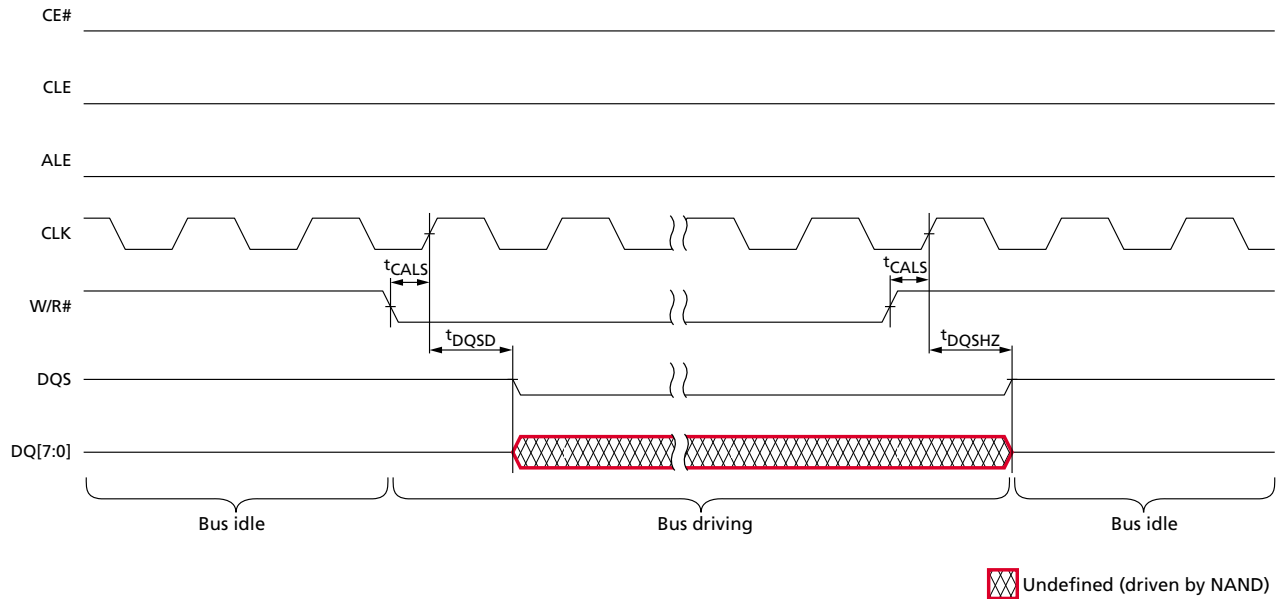 CE#
CLE
ALE
CLK
tCALS tCALS
W/R#
tDQSD tDQSHZ
DQS
DQ[7:0]
Bus idle Bus driving Bus idle
Undefined (driven by NAND)